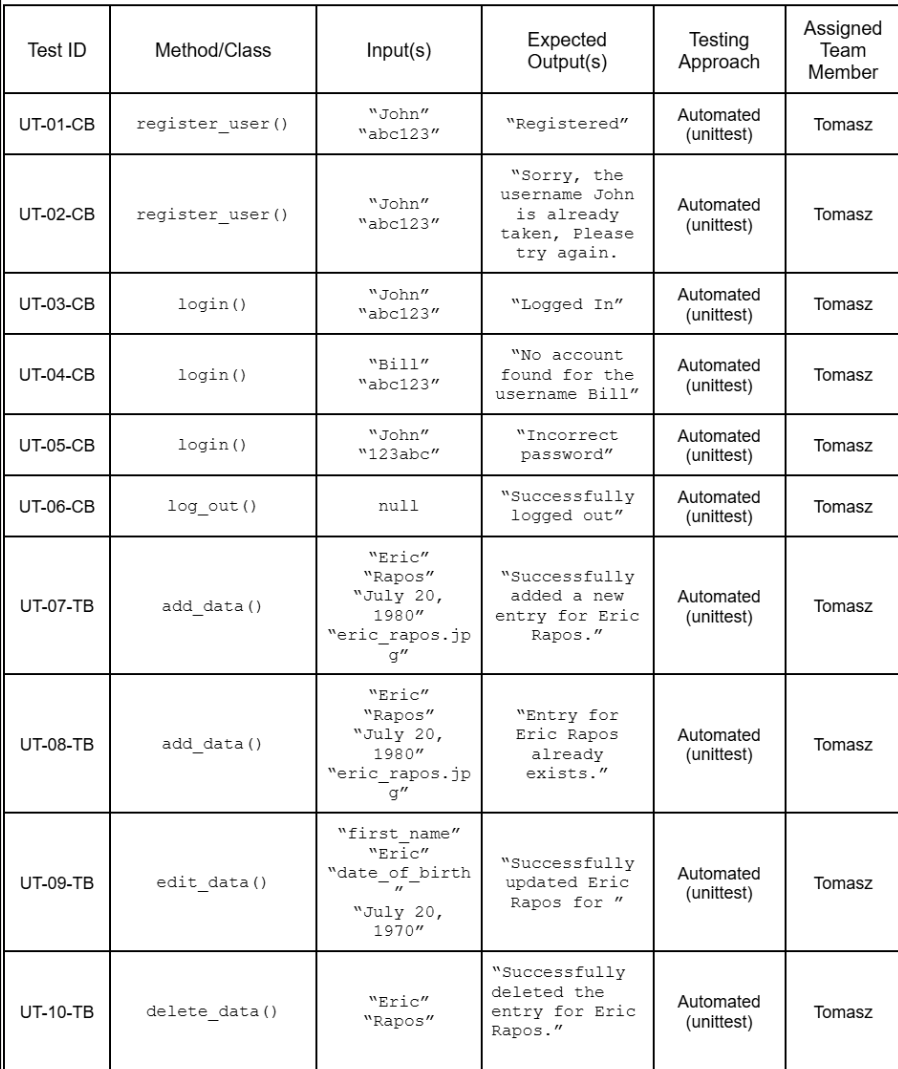 Test ID
Method/Class
Input(s)
Expected
Output(s)
Testing
Approach
Assigned
Team
Member
UT-01-CB
register_user()
“John”
“abc123”
“Registered”
Automated
(unittest)
Tomasz
UT-02-CB
register_user()
“John”
“abc123”
“Sorry, the
username John
is already
taken, Please
try again.
Automated
(unittest)
Tomasz
UT-03-CB
login()
“John”
“abc123”
“Logged In”
Automated
(unittest)
Tomasz
UT-04-CB
login()
“Bill”
“abc123”
“No account
found for the
username Bill”
Automated
(unittest)
Tomasz
UT-05-CB
login()
“John”
“123abc”
“Incorrect
password”
Automated
(unittest)
Tomasz
UT-06-CB
log_out()
null
“Successfully
logged out”
Automated
(unittest)
Tomasz
UT-07-TB
add_data()
“Eric”
“Rapos”
“July 20,
1980”
“eric_rapos.jp
g”
“Successfully
added a new
entry for Eric
Rapos.”
Automated
(unittest)
Tomasz
UT-08-TB
add_data()
“Eric”
“Rapos”
“July 20,
1980”
“eric_rapos.jp
g”
“Entry for
Eric Rapos
already
exists.”
Automated
(unittest)
Tomasz
UT-09-TB
edit_data()
“first_name”
“Eric”
“date_of_birth
”
“July 20,
1970”
“Successfully
updated Eric
Rapos for ”
Automated
(unittest)
Tomasz
UT-10-TB
delete_data()
“Eric”
“Rapos”
“Successfully
deleted the
entry for Eric
Rapos.”
Automated
(unittest)
Tomasz